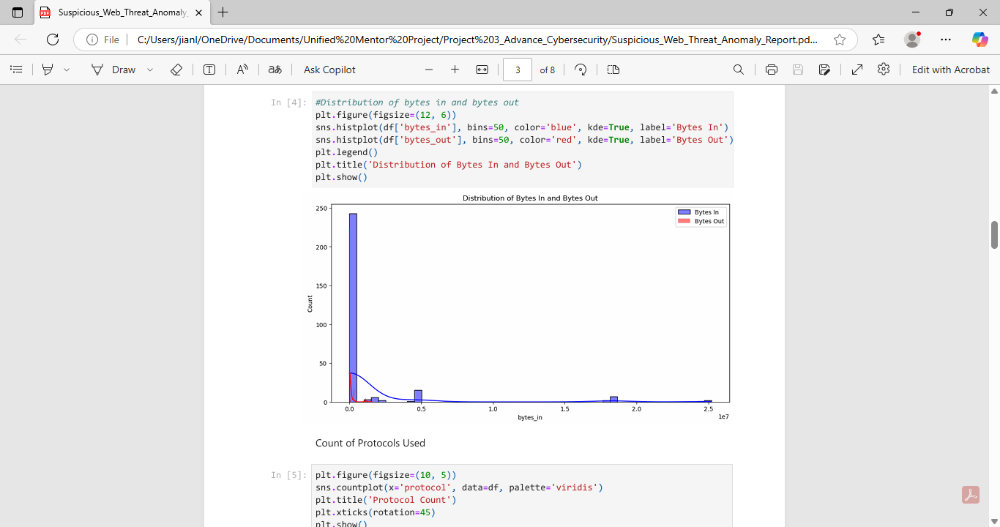 Suspicious_Web_Threat_Anomaly_
File
C:/Users/jianl/OneDrive/Documents/Unified%20Mentor%20Project/Project%203_Advance_Cybersecurity/Suspicious_Web_Threat_Anomaly_Report.pd...
Draw
Ask Copilot
3
of 8
Edit with Acrobat
In [4]:
#Distribution of bytes in and bytes out
plt.figure(figsize=(12, 6))
sns.histplot(df['bytes_in'], bins=50, color='blue', kde=True, label='Bytes In')
sns.histplot(df['bytes_out'], bins=50, color='red', kde=True, label='Bytes Out')
plt.legend()
plt.title('Distribution of Bytes In and Bytes Out')
plt.show()
Distribution of Bytes In and Bytes Out
Bytes In
Bytes Out
250
200
150
100
50
0
Count
0.0 0.5 1.0 1.5 2.0 2.5
1e7
bytes_in
Count of Protocols Used
In [5]:
plt.figure(figsize=(10, 5))
sns.countplot(x='protocol', data=df, palette='viridis')
plt.title('Protocol Count')
plt.xticks(rotation=45)
plt.show()